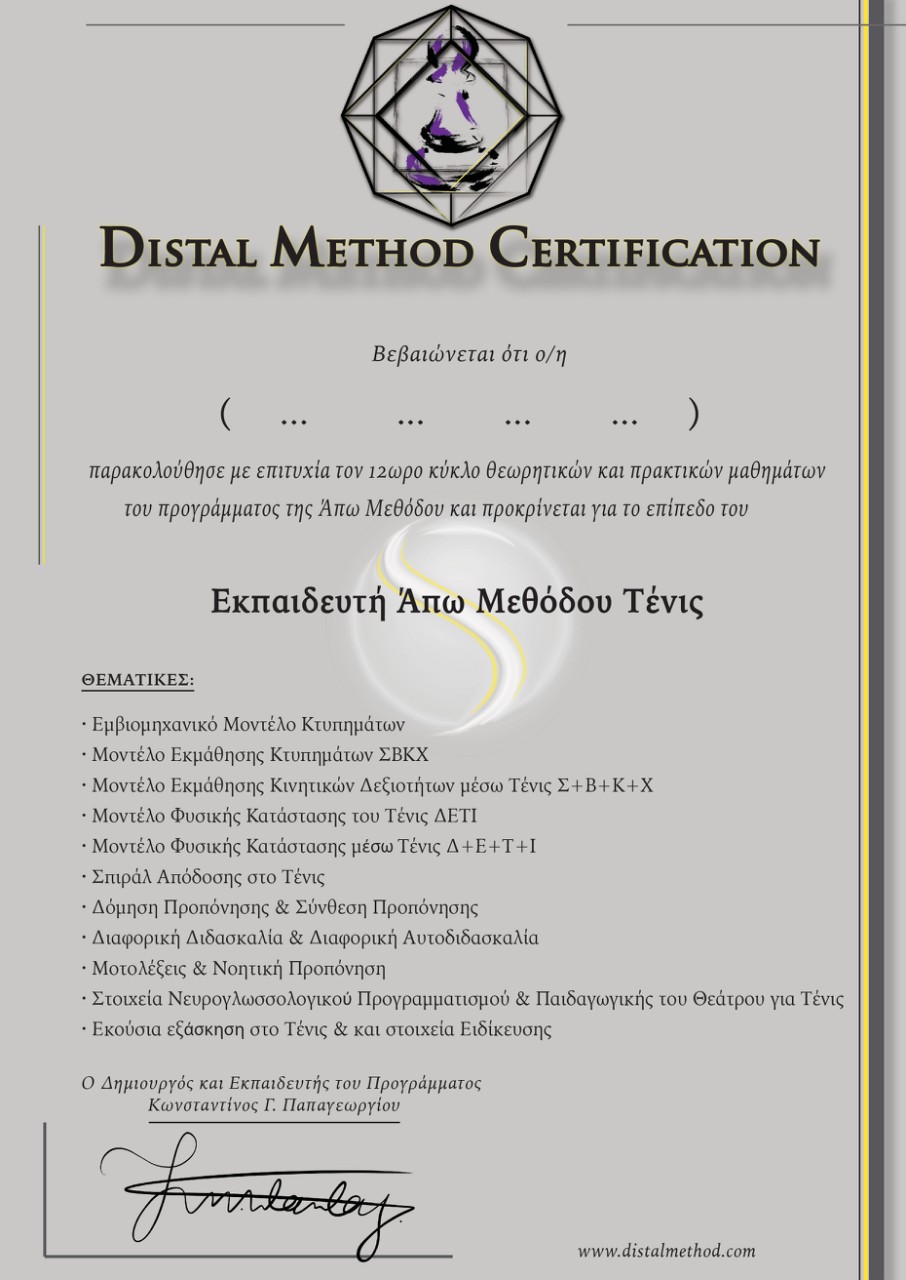 Distal Method Certification
Βεβαιώνεται ότι ο/η
( ... ... ... ... )
παρακολούθησε με επιτυχία τον 12ωρο κύκλο θεωρητικών και πρακτικών μαθημάτων
του προγράμματος της Άπω Μεθόδου και προκρίνεται για το επίπεδο του
Εκπαιδευτή Άπω Μεθόδου Τένις
ΘΕΜΑΤΙΚΕΣ:
· Εμβιομηχανικό Μοντέλο Κτυπημάτων
· Μοντέλο Εκμάθησης Κτυπημάτων ΣΒΚΧ
· Μοντέλο Εκμάθησης Κινητικών Δεξιοτήτων μέσω Τένις Σ+Β+Κ+Χ
· Μοντέλο Φυσικής Κατάστασης του Τένις ΔΕΤΙ
· Μοντέλο Φυσικής Κατάστασης μέσω Τένις Δ+Ε+Τ+Ι
· Σπιράλ Απόδοσης στο Τένις
· Δόμηση Προπόνησης & Σύνθεση Προπόνησης
· Διαφορική Διδασκαλία & Διαφορική Αυτοδιδασκαλία
· Μοτολέξεις & Νοητική Προπόνηση
· Στοιχεία Νευρογλωσσολογικού Προγραμματισμού & Παιδαγωγικής του Θεάτρου για Τένις
· Εκούσια εξάσκηση στο Τένις & και στοιχεία Ειδίκευσης
Ο Δημιουργός και Εκπαιδευτής του Προγράμματος
Κωνσταντίνος Γ. Παπαγεωργίου
www.distalmethod.com